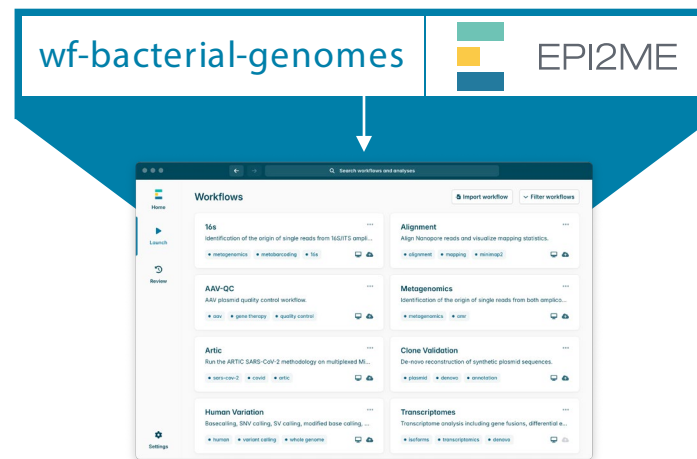 wf-bacterial-genomes
EPI2ME
Search workflows and analyses
Home
Workflows
Import workflow
Filter workflows
Launch
16s
Identification of the origin of single reads from 16S/ITS ampli...
metagenomics metabarcoding 16s
Alignment
Align Nanopore reads and visualize mapping statistics.
alignment mapping minimap2
Review
AAV-QC
AAV plasmid quality control workflow.
aav gene therapy quality control
Metagenomics
Identification of the origin of single reads from both amplico...
metagenomics amr
Artic
Run the ARTIC SARS-CoV-2 methodology on multiplexed Mi...
sars-cov-2 covid artic
Clone Validation
De-novo reconstruction of synthetic plasmid sequences.
plasmid denovo annotation
Human Variation
Basecalling, SNV calling, SV calling, modified base calling, ...
human variant calling whole genome
Transcriptomes
Transcriptome analysis including gene fusions, differential e...
isoforms transcriptomics denovo
Settings